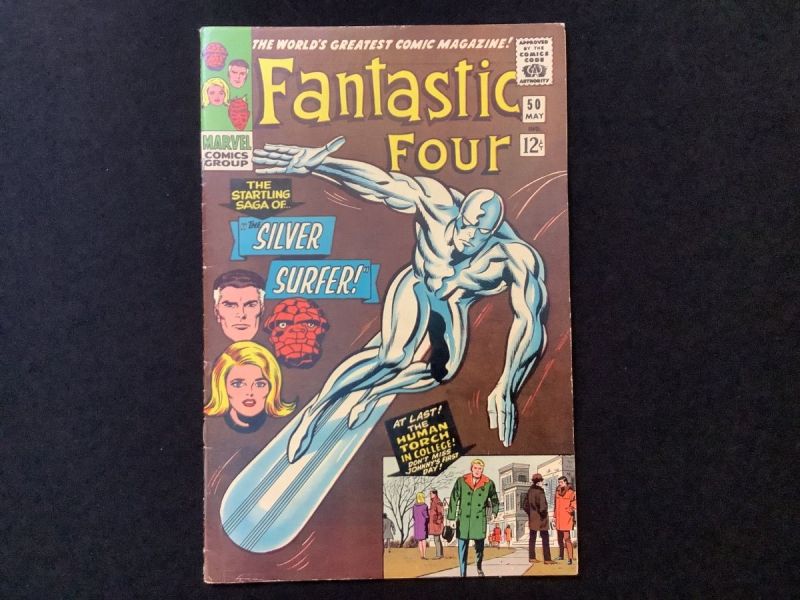 THE WORLD'S GREATEST COMIC MAGAZINE!
Fantastic
Four
APPROVED
BY THE
COMICS
CODE
AUTHORITY
50
MAY
IND.
12¢
MARVEL
COMICS
GROUP
THE
STARTLING
SAGA OF...
"The
SILVER
SURFER!"
AT LAST!
THE
HUMAN
TORCH
IN COLLEGE!
DON'T MISS
JOHNNY'S FIRST
DAY!